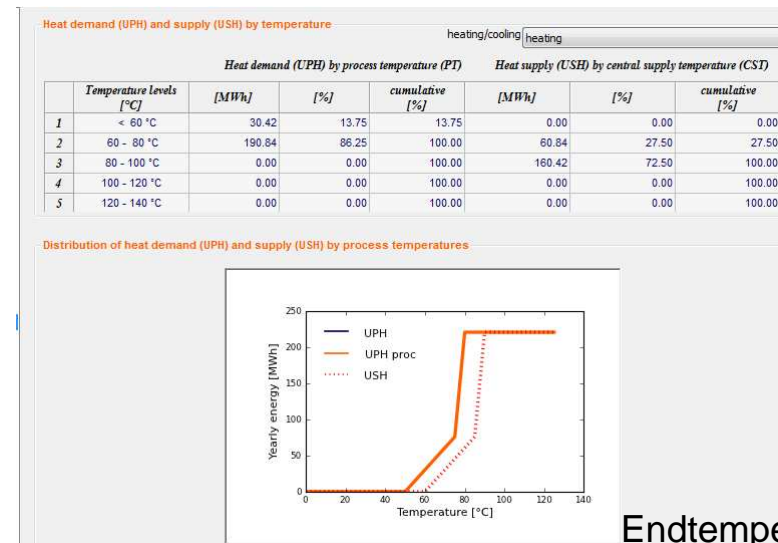 Heat demand (UPH) and supply (USH) by temperature
heating/cooling heating
Heat demand (UPH) by process temperature (PT) Heat supply (USH) by central supply temperature (CST)
Temperature levels [°C] [MWh] [%] cumulative [%] [MWh] [%] cumulative [%]
1 < 60 °C 30.42 13.75 13.75 0.00 0.00 0.00
2 60 - 80 °C 190.84 86.25 100.00 60.84 27.50 27.50
3 80 - 100 °C 0.00 0.00 100.00 160.42 72.50 100.00
4 100 - 120 °C 0.00 0.00 100.00 0.00 0.00 100.00
5 120 - 140 °C 0.00 0.00 100.00 0.00 0.00 100.00
Distribution of heat demand (UPH) and supply (USH) by process temperatures
250
200
150
100
50
0
Yearly energy [MWh]
UPH
UPH proc
USH
0 20 40 60 80 100 120 140
Temperature [°C]
Endtempe